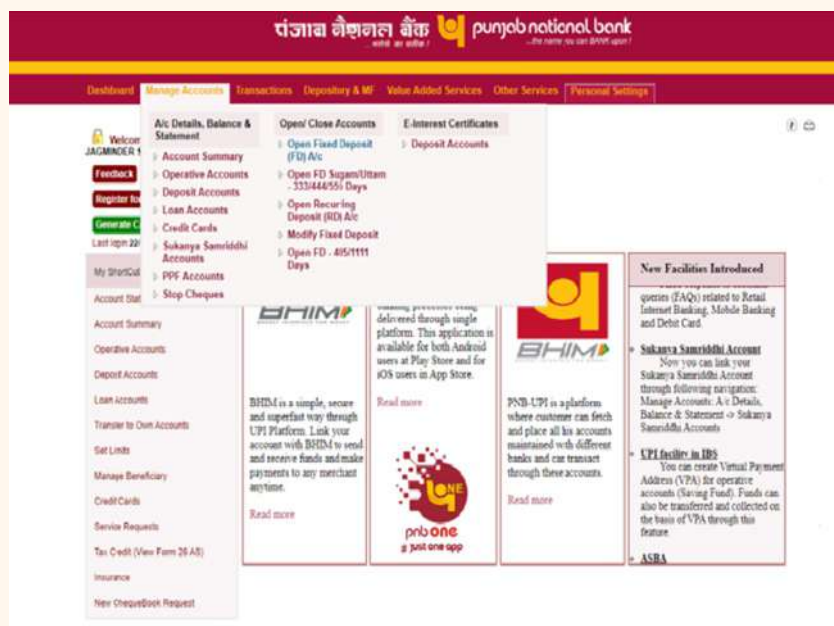 पंजाब नैशनल बैंक punjab national bank
...भरोसे का प्रतीक! ...the name you can BANK upon!
Dashboard Manage Accounts Transactions Depository & MF Value Added Services Other Services Personal Settings
A/c Details, Balance & Statement
Account Summary
Operative Accounts
Deposit Accounts
Loan Accounts
Credit Cards
Sukanya Samriddhi
Accounts
PPF Accounts
Stop Cheques
Open/ Close Accounts
Open Fixed Deposit
(FD) A/c
Open FD Sugam/Uttam
- 333/444/555 Days
Open Recuring
Deposit (RD) A/c
Modify Fixed Deposit
Open FD - 405/1111
Days
E-Interest Certificates
Deposit Accounts
Welcom
JAGMINDER
Feedback
Register for
Generate C
Last login 22/
My ShortCut
Account Stat
Account Summary
Operative Accounts
Deposit Accounts
Loan Accounts
Transfer to Own Accounts
Set Limits
Manage Beneficiary
Credit Cards
Service Requests
Tax Credit (View Form 26 AS)
Insurance
New ChequeBook Request
BHIM
BHIM is a simple, secure
and superfast way through
UPI Platform. Link your
account with BHIM to send
and receive funds and make
payments to any merchant
anytime.
Read more
delivered through single
platform. This application is
available for both Android
users at Play Store and for
iOS users in App Store.
Read more
ONE
pnb one
# just one app
BHIM
PNB-UPI is a platform
where customer can fetch
and place all his accounts
maintained with different
banks and can transact
through these accounts.
Read more
New Facilities Introduced
queries (FAQs) related to Retail
Internet Banking, Mobile Banking
and Debit Card.
Sukanya Samriddhi Account
Now you can link your
Sukanya Samriddhi Account
through following navigation:
Manage Accounts: A/c Details,
Balance & Statement -> Sukanya
Samriddhi Accounts
UPI facility in IBS
You can create Virtual Payment
Address (VPA) for operative
accounts (Saving Fund). Funds can
also be transferred and collected on
the basis of VPA through this
feature.
ASBA